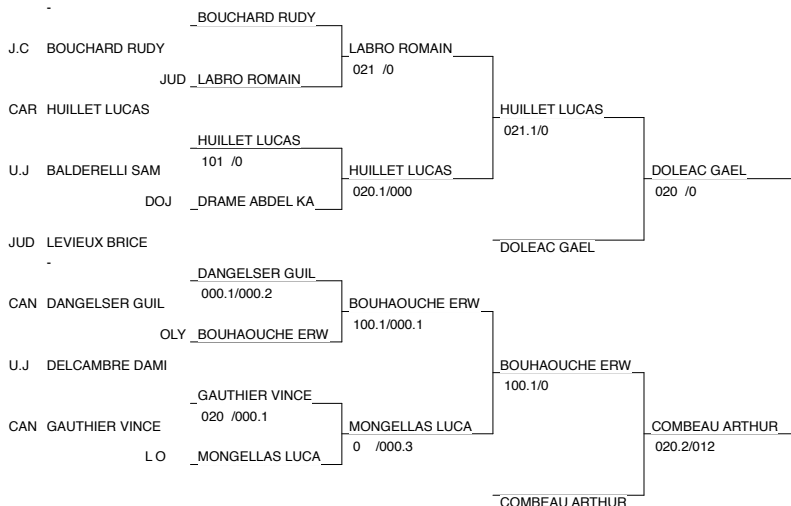 -
BOUCHARD RUDY
J.C BOUCHARD RUDY LABRO ROMAIN
021 /0
JUD LABRO ROMAIN
CAR HUILLET LUCAS HUILLET LUCAS
021.1/0
HUILLET LUCAS
101 /0
U.J BALDERELLI SAM HUILLET LUCAS DOLEAC GAEL
020.1/000 020 /0
DOJ DRAME ABDEL KA
JUD LEVIEUX BRICE DOLEAC GAEL
-
DANGELSER GUIL
000.1/000.2
CAN DANGELSER GUIL BOUHAOUCHE ERW
100.1/000.1
OLY BOUHAOUCHE ERW
U.J DELCAMBRE DAMI BOUHAOUCHE ERW
100.1/0
GAUTHIER VINCE
020 /000.1
CAN GAUTHIER VINCE MONGELLAS LUCA COMBEAU ARTHUR
0 /000.3 020.2/012
L O MONGELLAS LUCA
COMBEAU ARTHUR